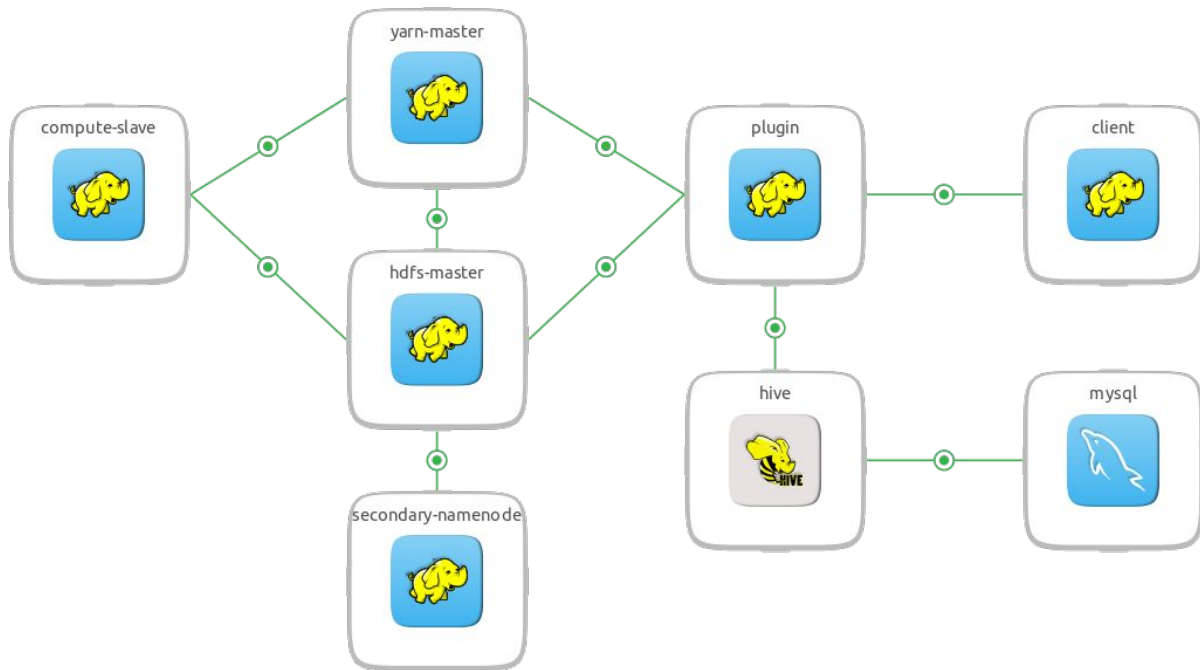 yarn-master
compute-slave
plugin
client
hdfs-master
hive
mysql
HIVE
secondary-namenode